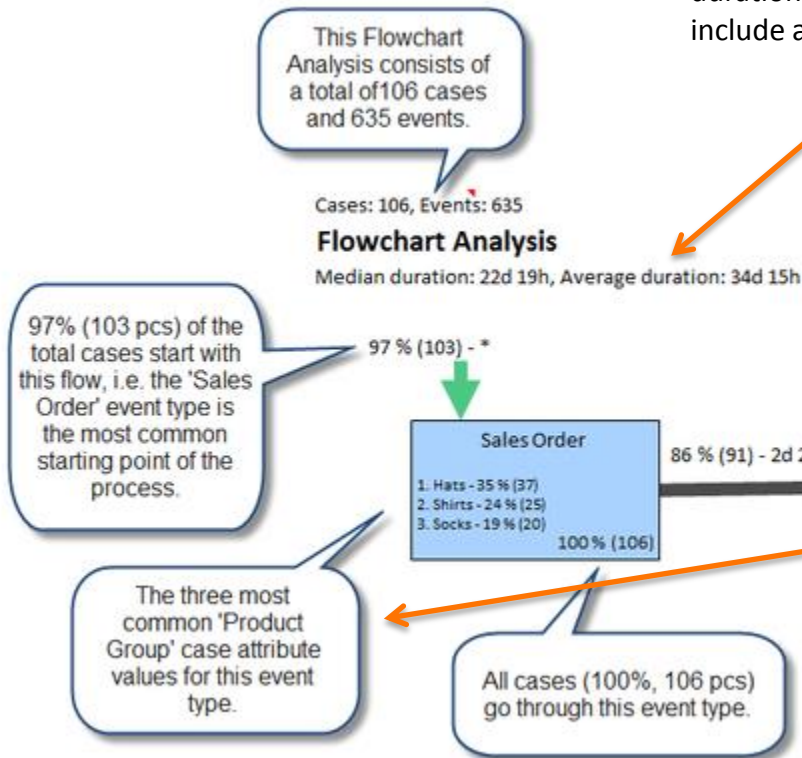 duration
include a
This Flowchart
Analysis consists of
a total of106 cases
and 635 events.
Cases: 106, Events: 635
Flowchart Analysis
Median duration: 22d 19h, Average duration: 34d 15h
97% (103 pcs) of the
total cases start with
this flow, i.e. the 'Sales
Order' event type is
the most common
starting point of the
process.
97 % (103) - *
Sales Order
1. Hats - 35 % (37)
2. Shirts - 24 % (25)
3. Socks - 19 % (20)
100 % (106)
86 % (91) - 2d
The three most
common 'Product
Group' case attribute
values for this event
type.
All cases (100%, 106 pcs)
go through this event type.